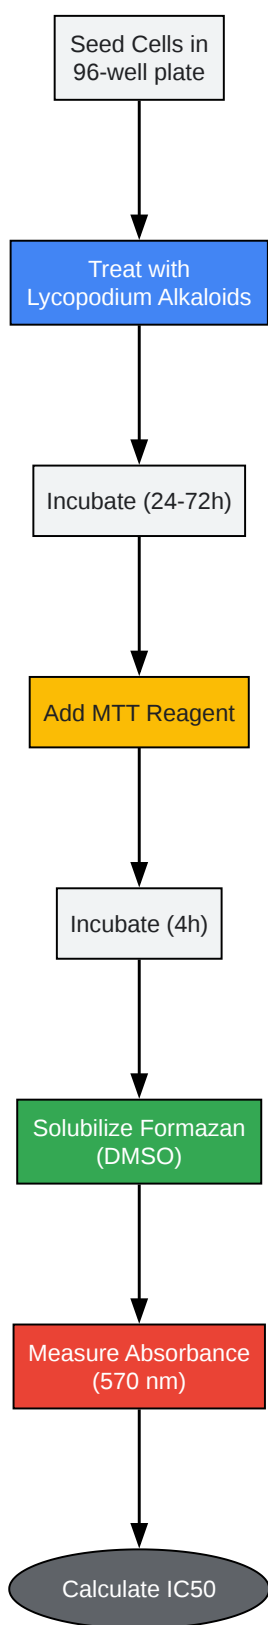 Seed Cells in
96-well plate
Treat with
Lycopodium Alkaloids
Incubate (24-72h)
Add MTT Reagent
Incubate (4h)
Solubilize Formazan
(DMSO)
Measure Absorbance
(570 nm)
Calculate IC50